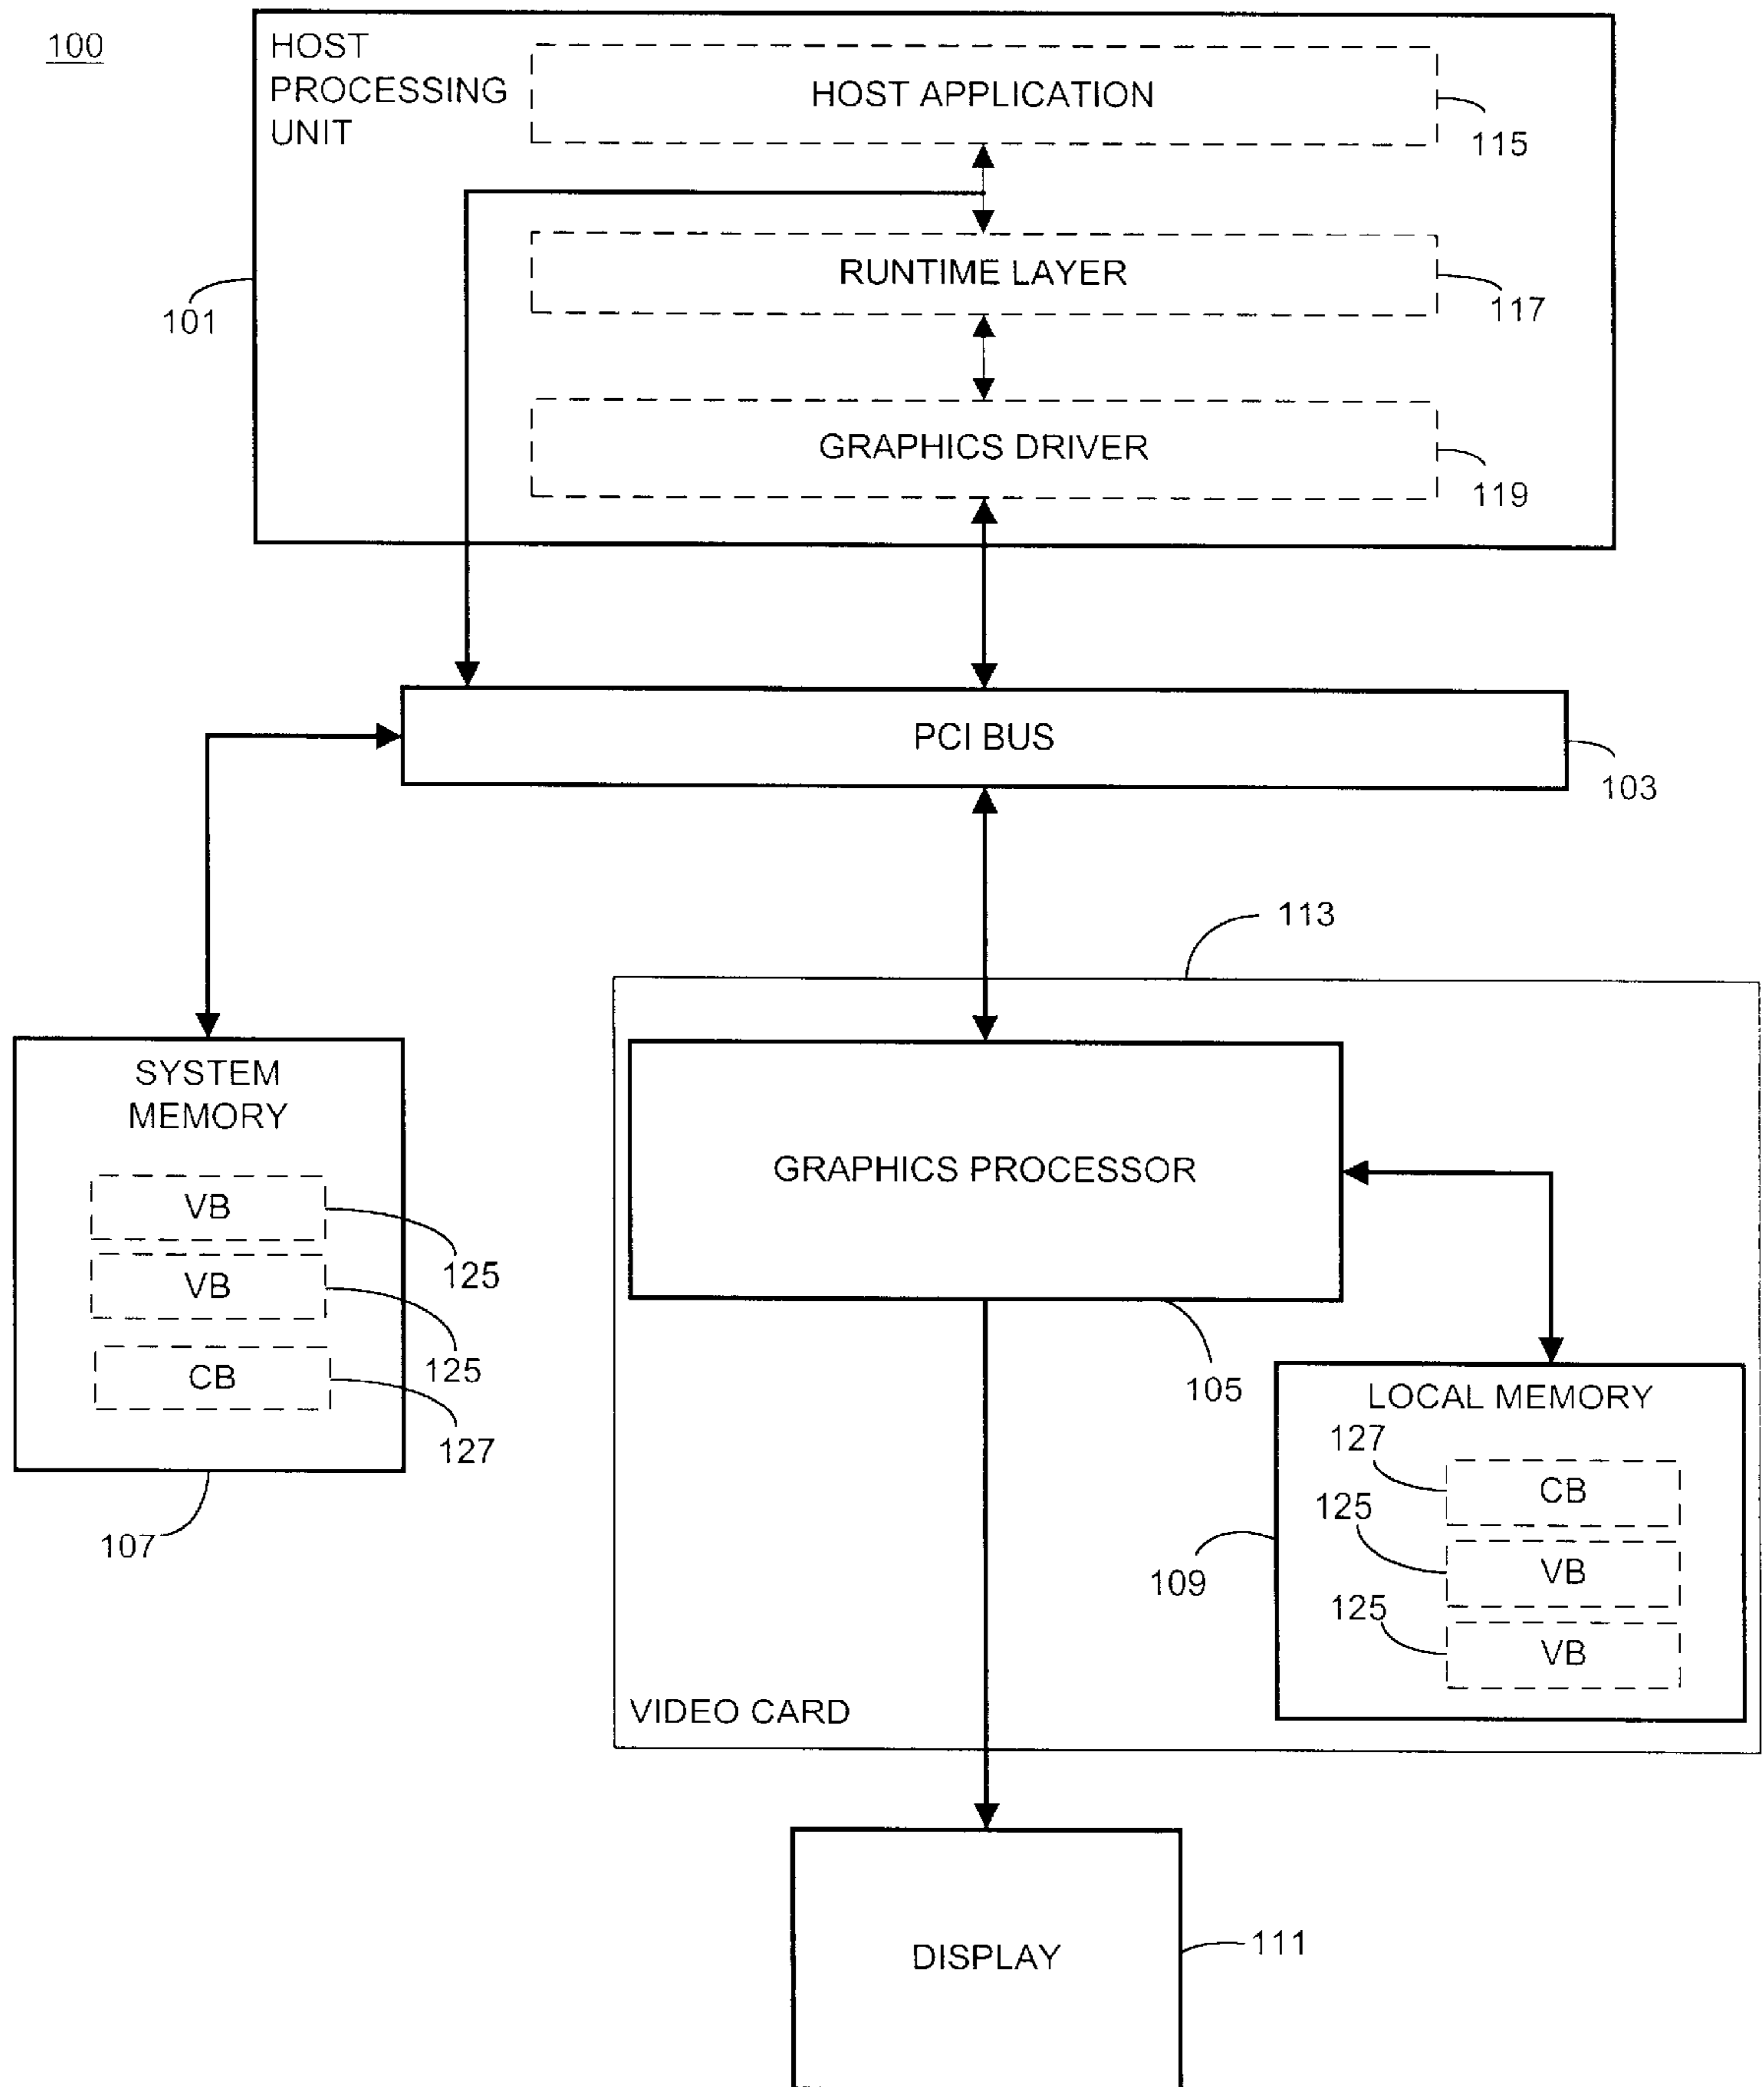 100
HOST
PROCESSING
UNIT
HOST APPLICATION
115
RUNTIME LAYER
117
101
GRAPHICS DRIVER
119
PCI BUS
103
113
SYSTEM
MEMORY
VB
125
VB
125
CB
127
107
GRAPHICS PROCESSOR
105
LOCAL MEMORY
127
CB
125
VB
109
125
VB
VIDEO CARD
DISPLAY
111